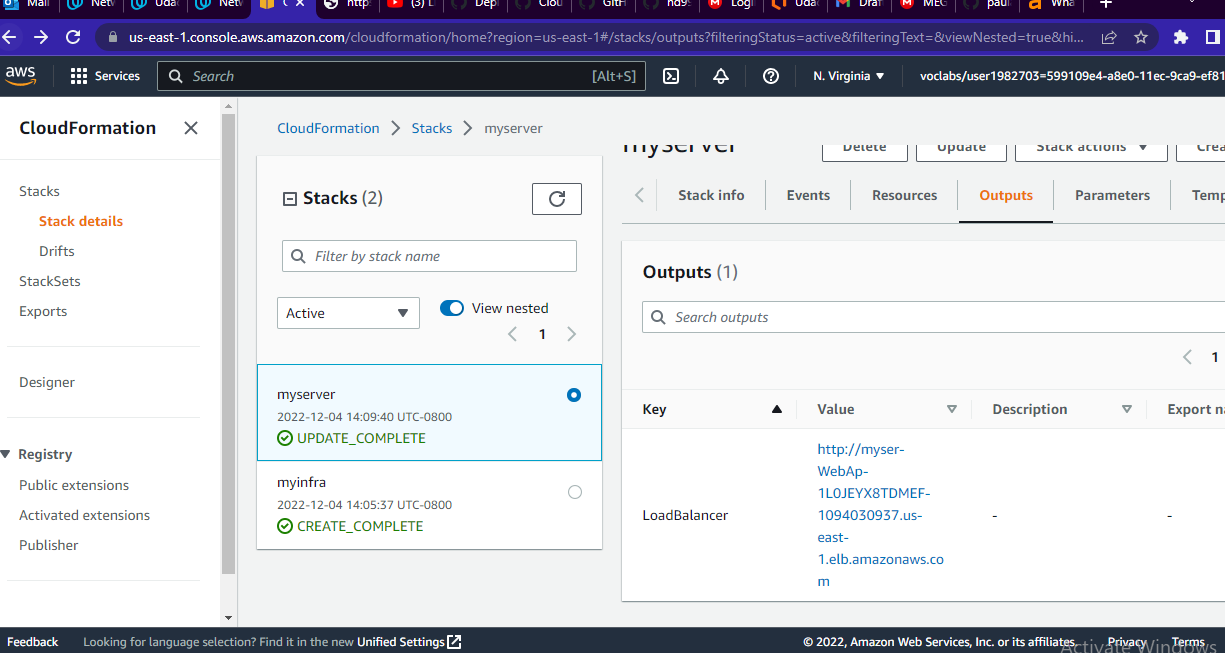 Mail
Netw
Udac
Netw
C
http
(3) L
Dep
Clou
GitH
nd9
Logi
Udac
Draf
MEG
paul
Wha
us-east-1.console.aws.amazon.com/cloudformation/home?region=us-east-1#/stacks/outputs?filteringStatus=active&filteringText=&viewNested=true&hi...
aws
Services
Search
[Alt+S]
N. Virginia
voclabs/user1982703=599109e4-a8e0-11ec-9ca9-ef81
CloudFormation
Stacks
Stack details
Drifts
StackSets
Exports
Designer
Registry
Public extensions
Activated extensions
Publisher
CloudFormation
Stacks
myserver
Stacks (2)
Filter by stack name
Active
View nested
1
myserver
2022-12-04 14:09:40 UTC-0800
UPDATE_COMPLETE
myinfra
2022-12-04 14:05:37 UTC-0800
CREATE_COMPLETE
myserver
Delete
Update
Stack actions
Crea
Stack info
Events
Resources
Outputs
Parameters
Temp
Outputs (1)
Search outputs
1
Key
Value
Description
Export na
LoadBalancer
http://myser-
WebAp-
1L0JEYX8TDMEF-
1094030937.us-
east-
1.elb.amazonaws.co
m
-
-
Feedback
Looking for language selection? Find it in the new Unified Settings
© 2022, Amazon Web Services, Inc. or its affiliates.
Privacy
Terms
Activate Windows